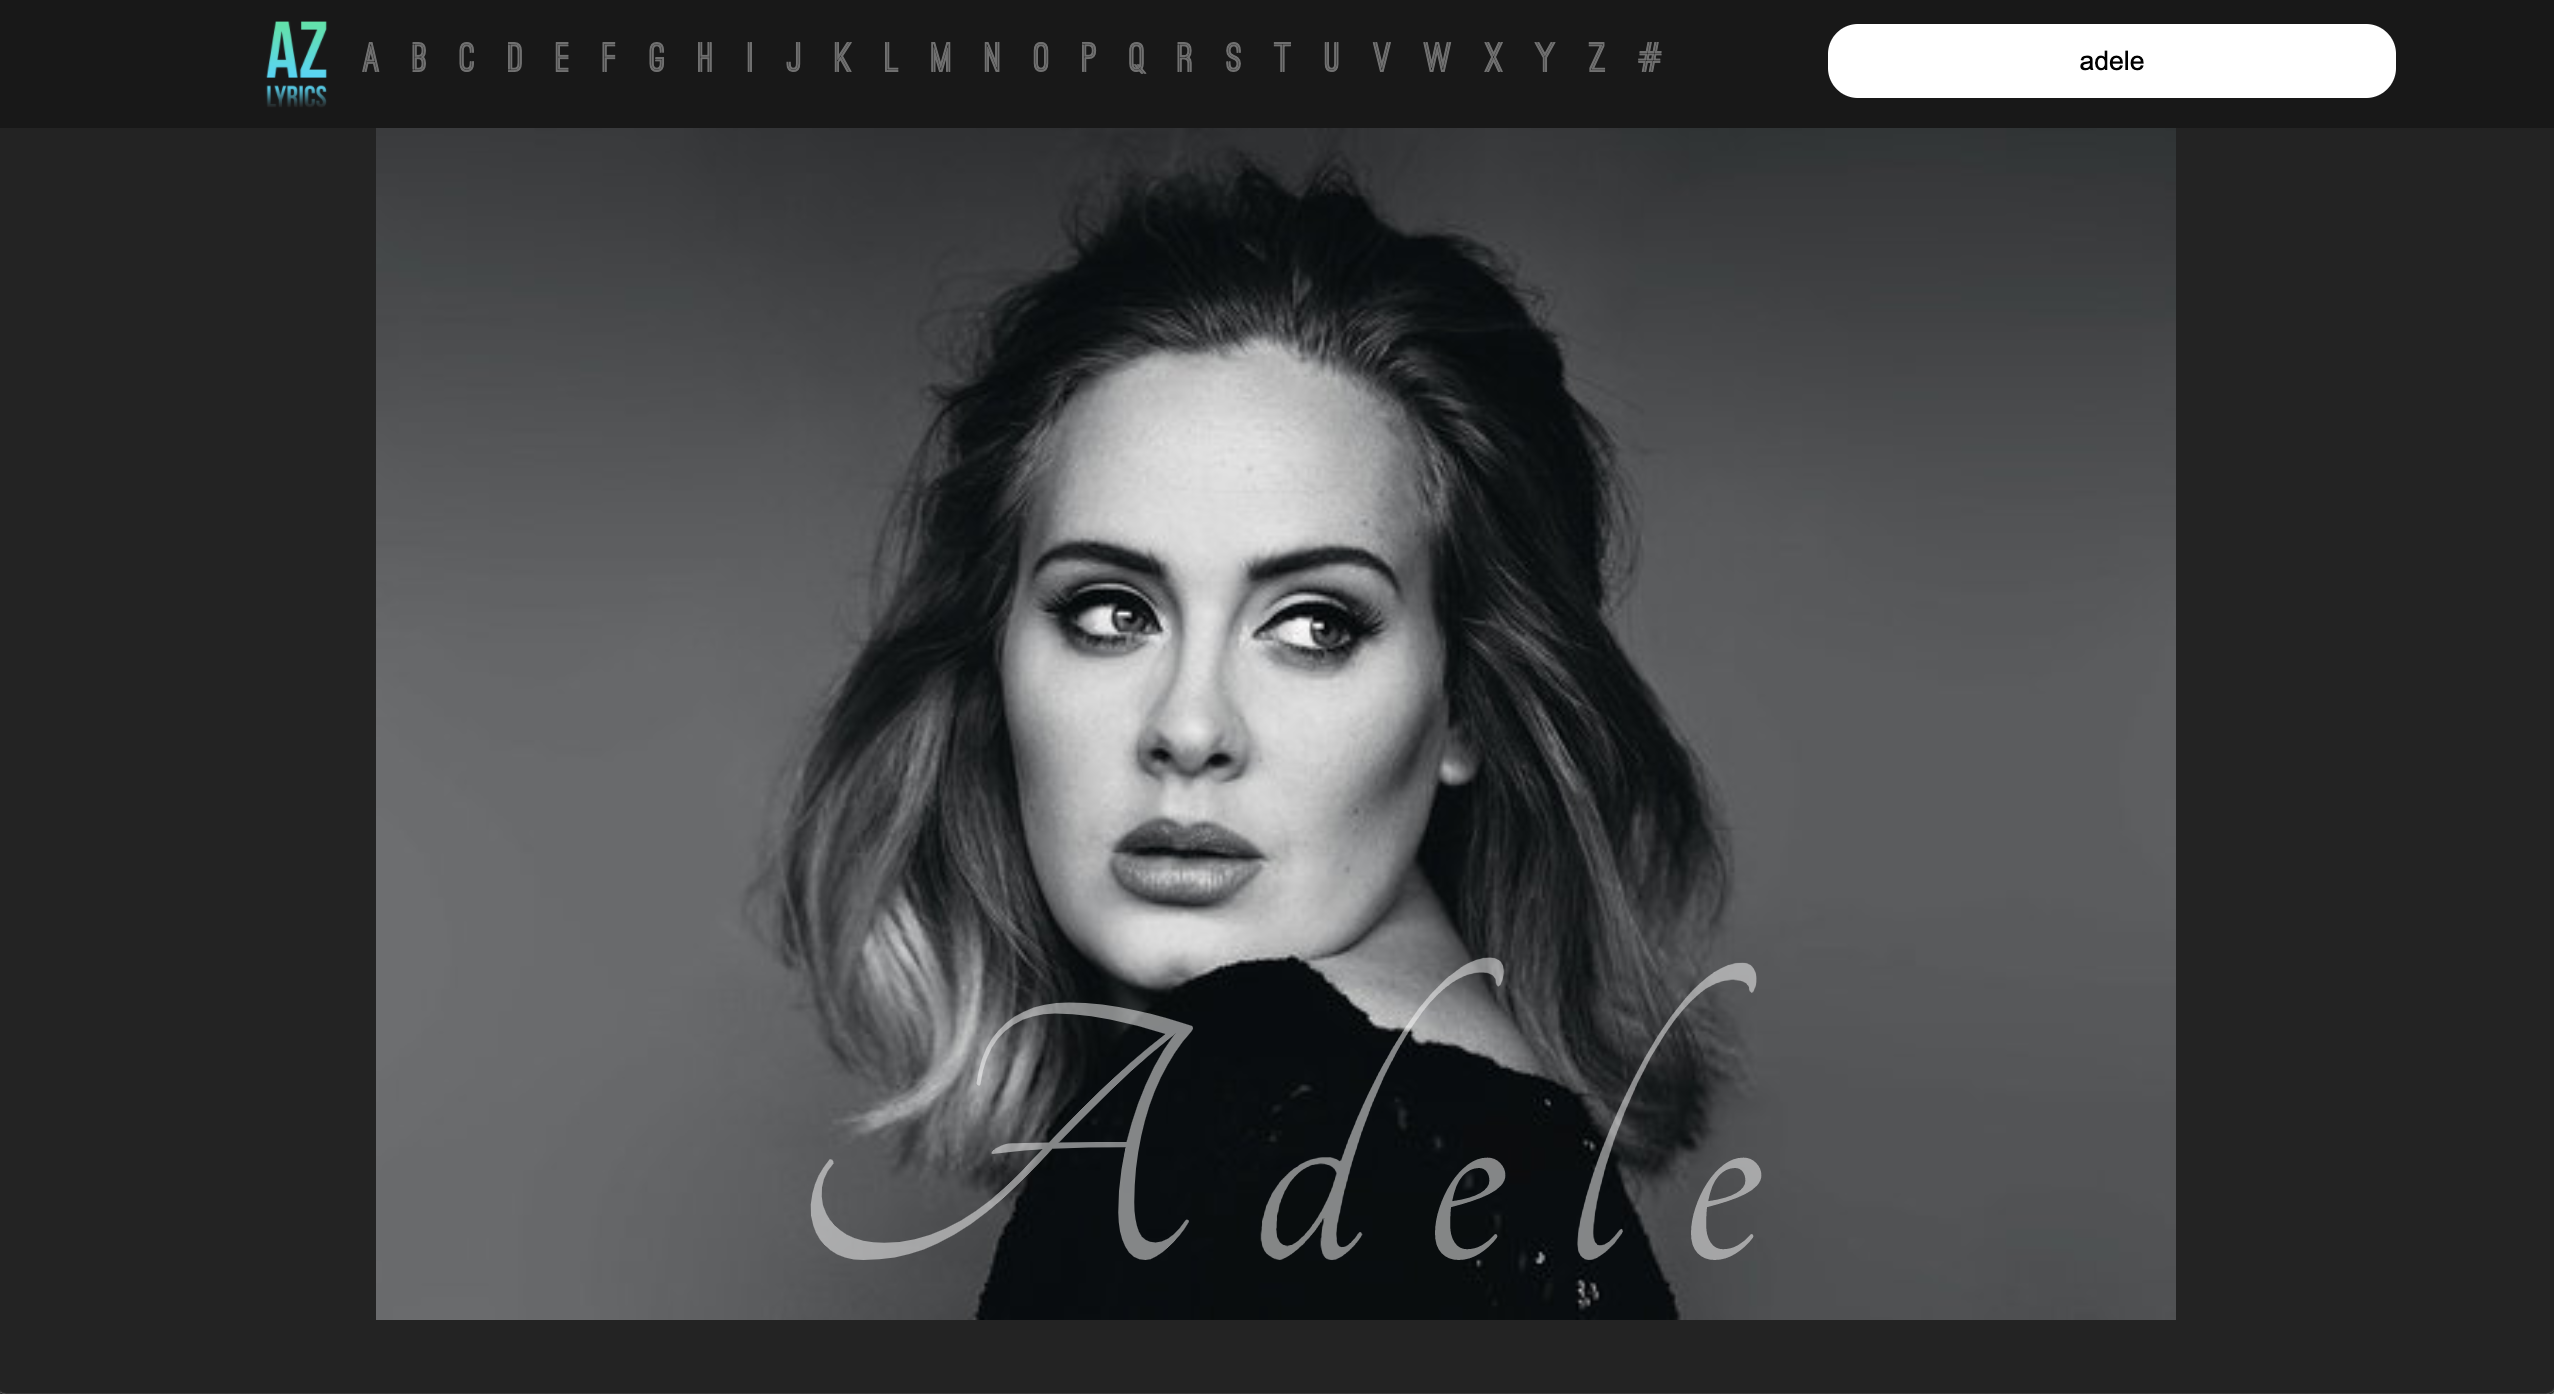 AZ
LYRICS
A B C D E F G H I J K L M N O P Q R S T U V W X Y Z #
adele
Adele